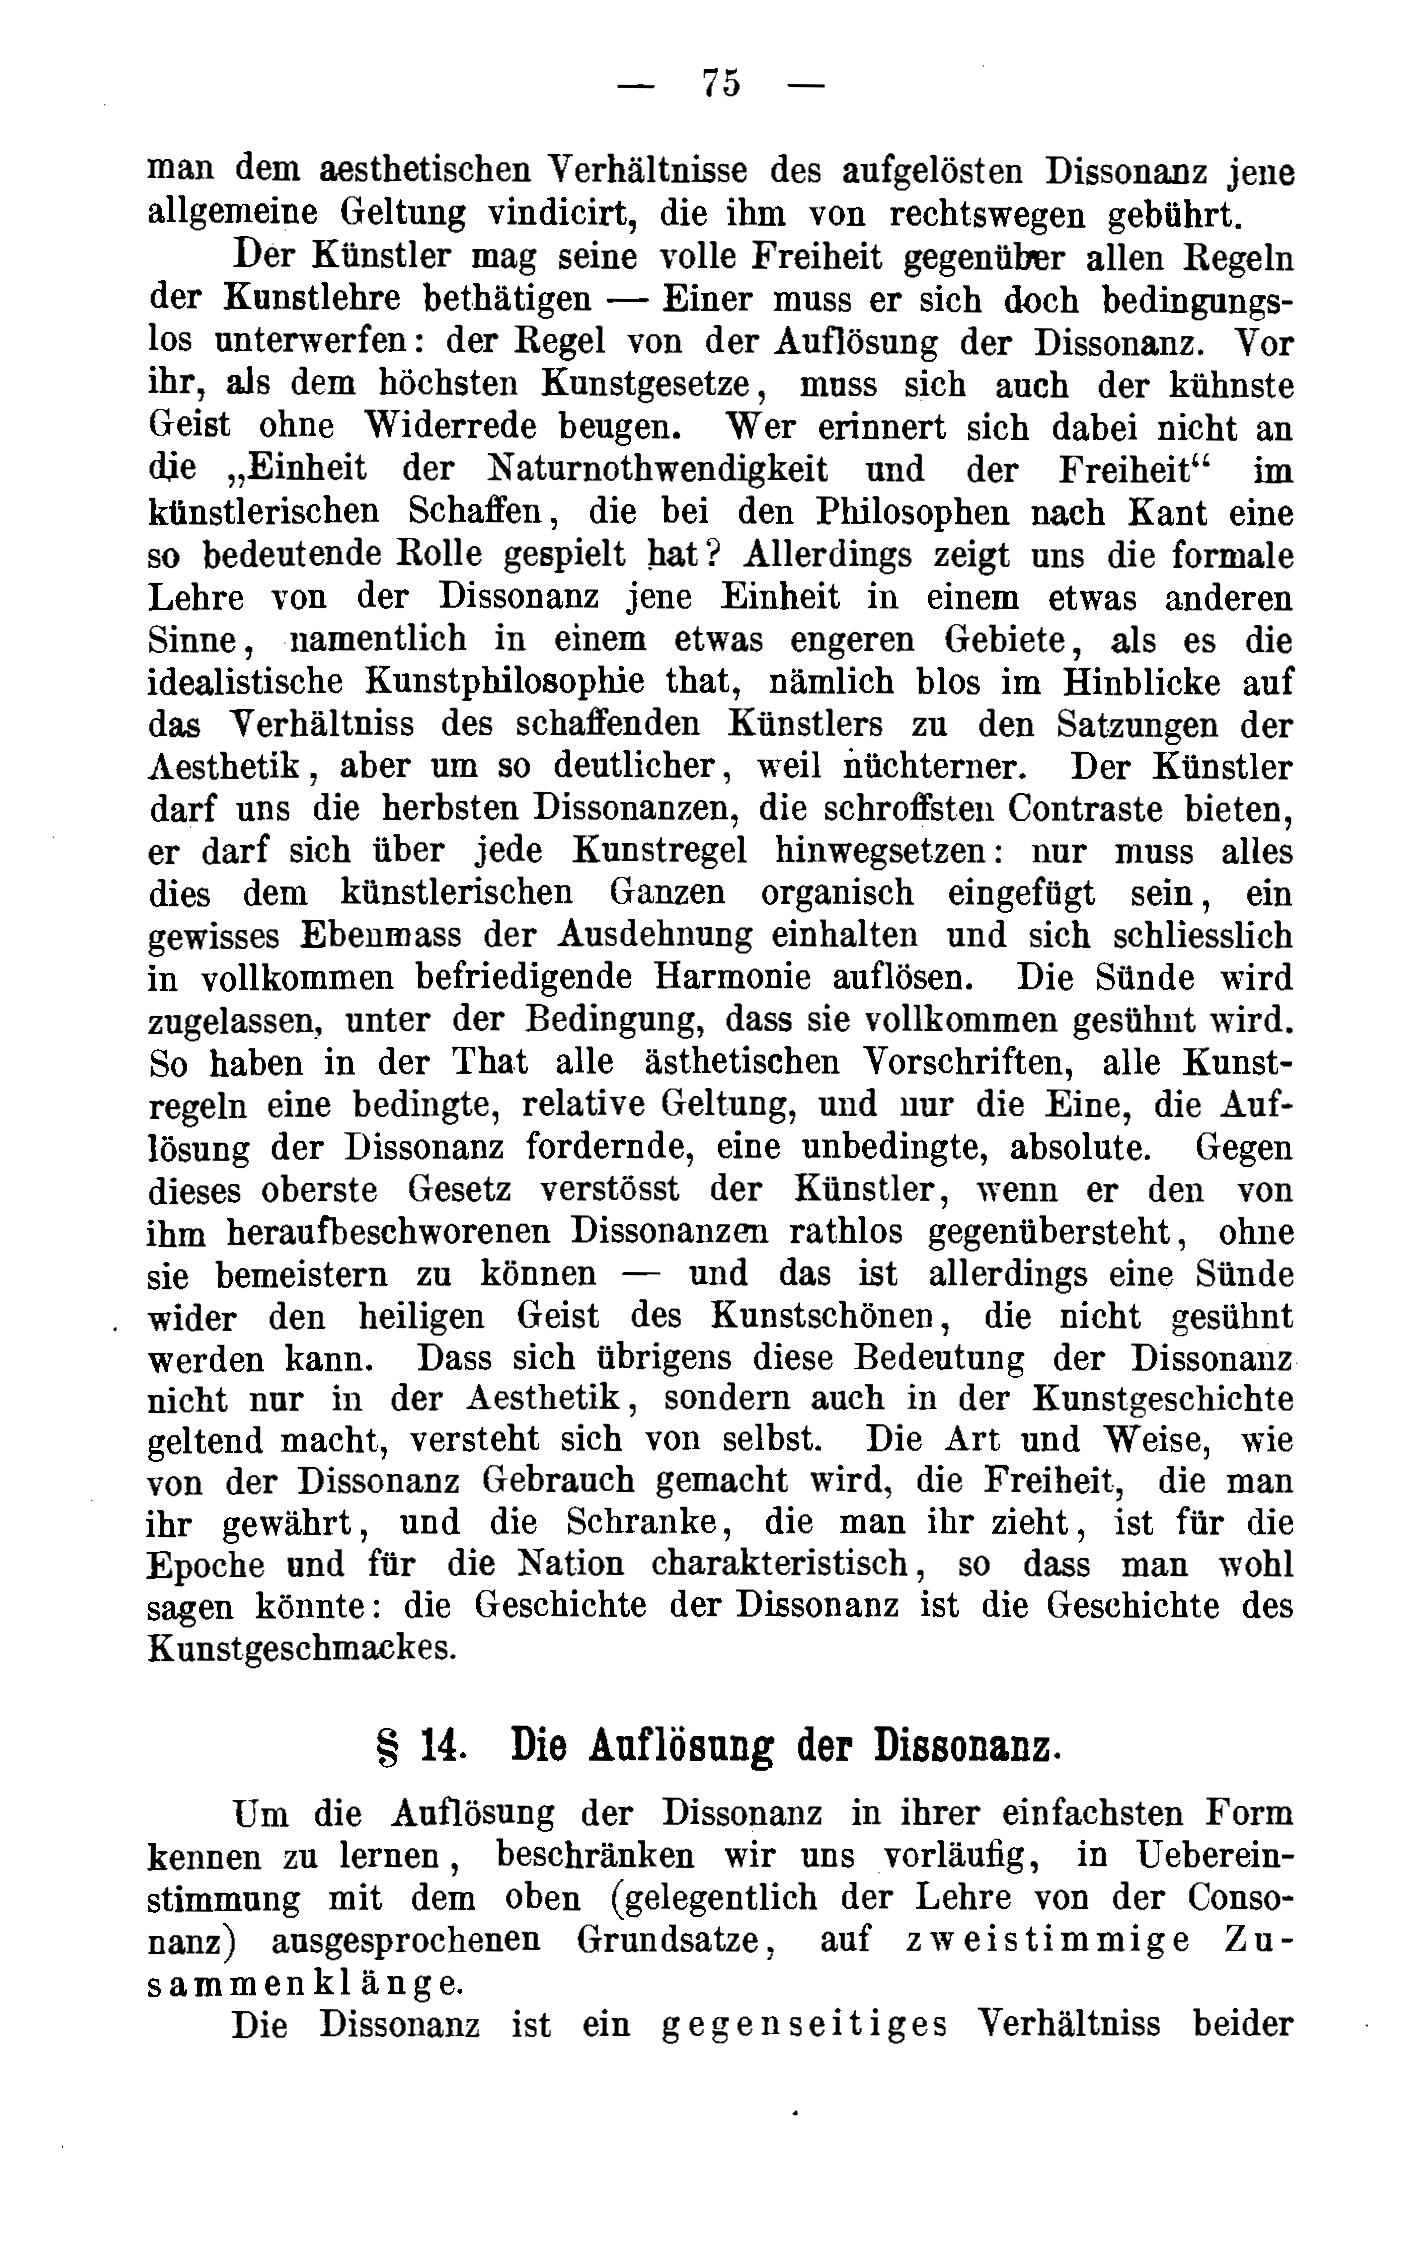 — 75 —
man dem aesthetischen Verhältnisse des aufgelösten Dissonanz jene
allgemeine Geltung vindicirt, die ihm von rechtswegen gebührt.
Der Künstler mag seine volle Freiheit gegenüber allen Regeln
der Kunstlehre bethätigen — Einer muss er sich doch bedingungs-
los unterwerfen: der Regel von der Auflösung der Dissonanz. Vor
ihr, als dem höchsten Kunstgesetze, muss sich auch der kühnste
Geist ohne Widerrede beugen. Wer erinnert sich dabei nicht an
die „Einheit der Naturnothwendigkeit und der Freiheit“ im
künstlerischen Schaffen, die bei den Philosophen nach Kant eine
so bedeutende Rolle gespielt hat? Allerdings zeigt uns die formale
Lehre von der Dissonanz jene Einheit in einem etwas anderen
Sinne, namentlich in einem etwas engeren Gebiete, als es die
idealistische Kunstphilosophie that, nämlich blos im Hinblicke auf
das Verhältniss des schaffenden Künstlers zu den Satzungen der
Aesthetik, aber um so deutlicher, weil nüchterner. Der Künstler
darf uns die herbsten Dissonanzen, die schroffsten Contraste bieten,
er darf sich über jede Kunstregel hinwegsetzen: nur muss alles
dies dem künstlerischen Ganzen organisch eingefügt sein, ein
gewisses Ebenmass der Ausdehnung einhalten und sich schliesslich
in vollkommen befriedigende Harmonie auflösen. Die Sünde wird
zugelassen, unter der Bedingung, dass sie vollkommen gesühnt wird.
So haben in der That alle ästhetischen Vorschriften, alle Kunst-
regeln eine bedingte, relative Geltung, und nur die Eine, die Auf-
lösung der Dissonanz fordernde, eine unbedingte, absolute. Gegen
dieses oberste Gesetz verstösst der Künstler, wenn er den von
ihm heraufbeschworenen Dissonanzen rathlos gegenübersteht, ohne
sie bemeistern zu können — und das ist allerdings eine Sünde
wider den heiligen Geist des Kunstschönen, die nicht gesühnt
werden kann. Dass sich übrigens diese Bedeutung der Dissonanz
nicht nur in der Aesthetik, sondern auch in der Kunstgeschichte
geltend macht, versteht sich von selbst. Die Art und Weise, wie
von der Dissonanz Gebrauch gemacht wird, die Freiheit, die man
ihr gewährt, und die Schranke, die man ihr zieht, ist für die
Epoche und für die Nation charakteristisch, so dass man wohl
sagen könnte: die Geschichte der Dissonanz ist die Geschichte des
Kunstgeschmackes.
§ 14. Die Auflösung der Dissonanz.
Um die Auflösung der Dissonanz in ihrer einfachsten Form
kennen zu lernen, beschränken wir uns vorläufig, in Ueberein-
stimmung mit dem oben (gelegentlich der Lehre von der Conso-
nanz) ausgesprochenen Grundsatze, auf zweistimmige Zu-
sammenklänge.
Die Dissonanz ist ein gegenseitiges Verhältniss beider